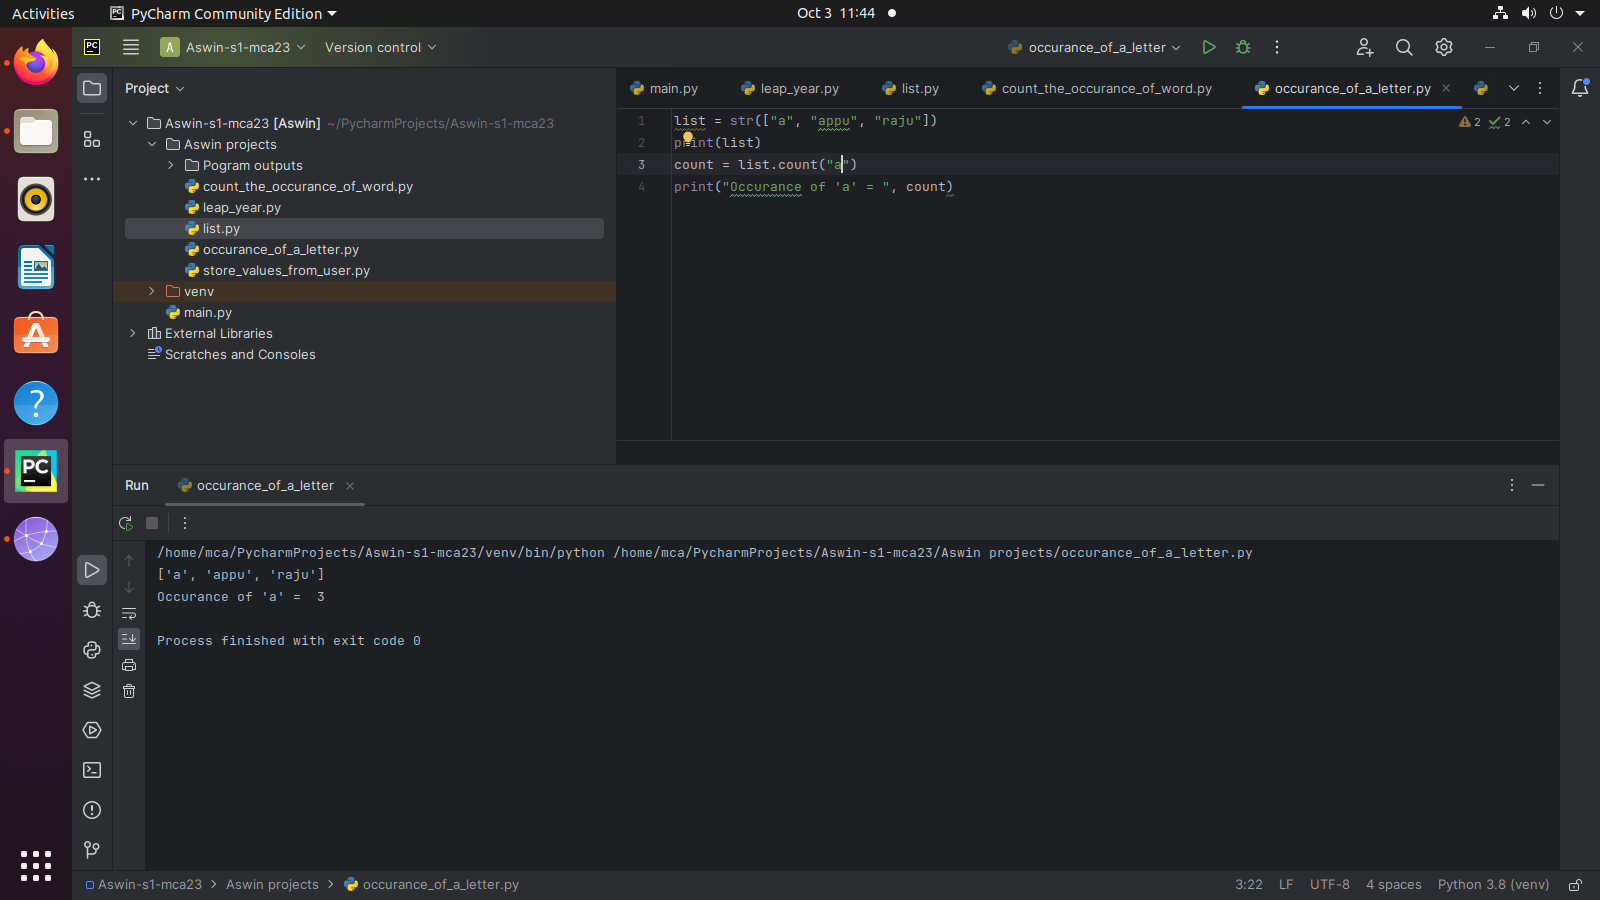 Activities
PyCharm Community Edition
Oct 3 11:44
PC
A Aswin-s1-mca23
Version control
occurance_of_a_letter
Project
main.py
leap_year.py
list.py
count_the_occurance_of_word.py
occurance_of_a_letter.py
Aswin-s1-mca23 [Aswin] ~/PycharmProjects/Aswin-s1-mca23
Aswin projects
Pogram outputs
count_the_occurance_of_word.py
leap_year.py
list.py
occurance_of_a_letter.py
store_values_from_user.py
venv
main.py
External Libraries
Scratches and Consoles
1 list = str(["a", "appu", "raju"])
2 print(list)
3 count = list.count("a")
4 print("Occurance of 'a' = ", count)
2 2
Run
occurance_of_a_letter
/home/mca/PycharmProjects/Aswin-s1-mca23/venv/bin/python /home/mca/PycharmProjects/Aswin-s1-mca23/Aswin projects/occurance_of_a_letter.py
['a', 'appu', 'raju']
Occurance of 'a' =  3
Process finished with exit code 0
PC
Aswin-s1-mca23 > Aswin projects > occurance_of_a_letter.py
3:22 LF UTF-8 4 spaces Python 3.8 (venv)